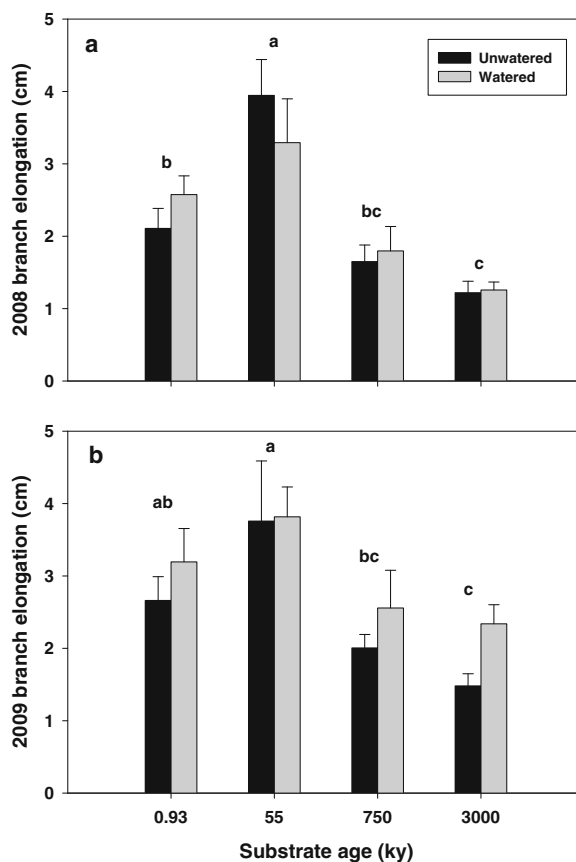 a
Unwatered
Watered
2008 branch elongation (cm)
5
4
3
2
1
0
b
a
bc
c
b
2009 branch elongation (cm)
5
4
3
2
1
0
ab
a
bc
c
0.93 55 750 3000
Substrate age (ky)